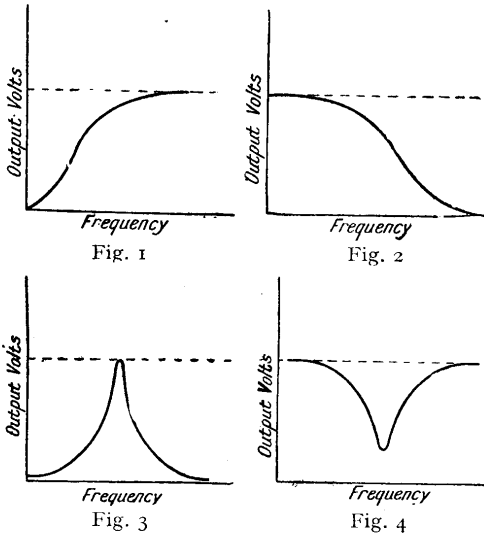 Output Volts
Frequency
Fig. 1
Output Volts
Frequency
Fig. 2
Output Volts
Frequency
Fig. 3
Output Volts
Frequency
Fig. 4